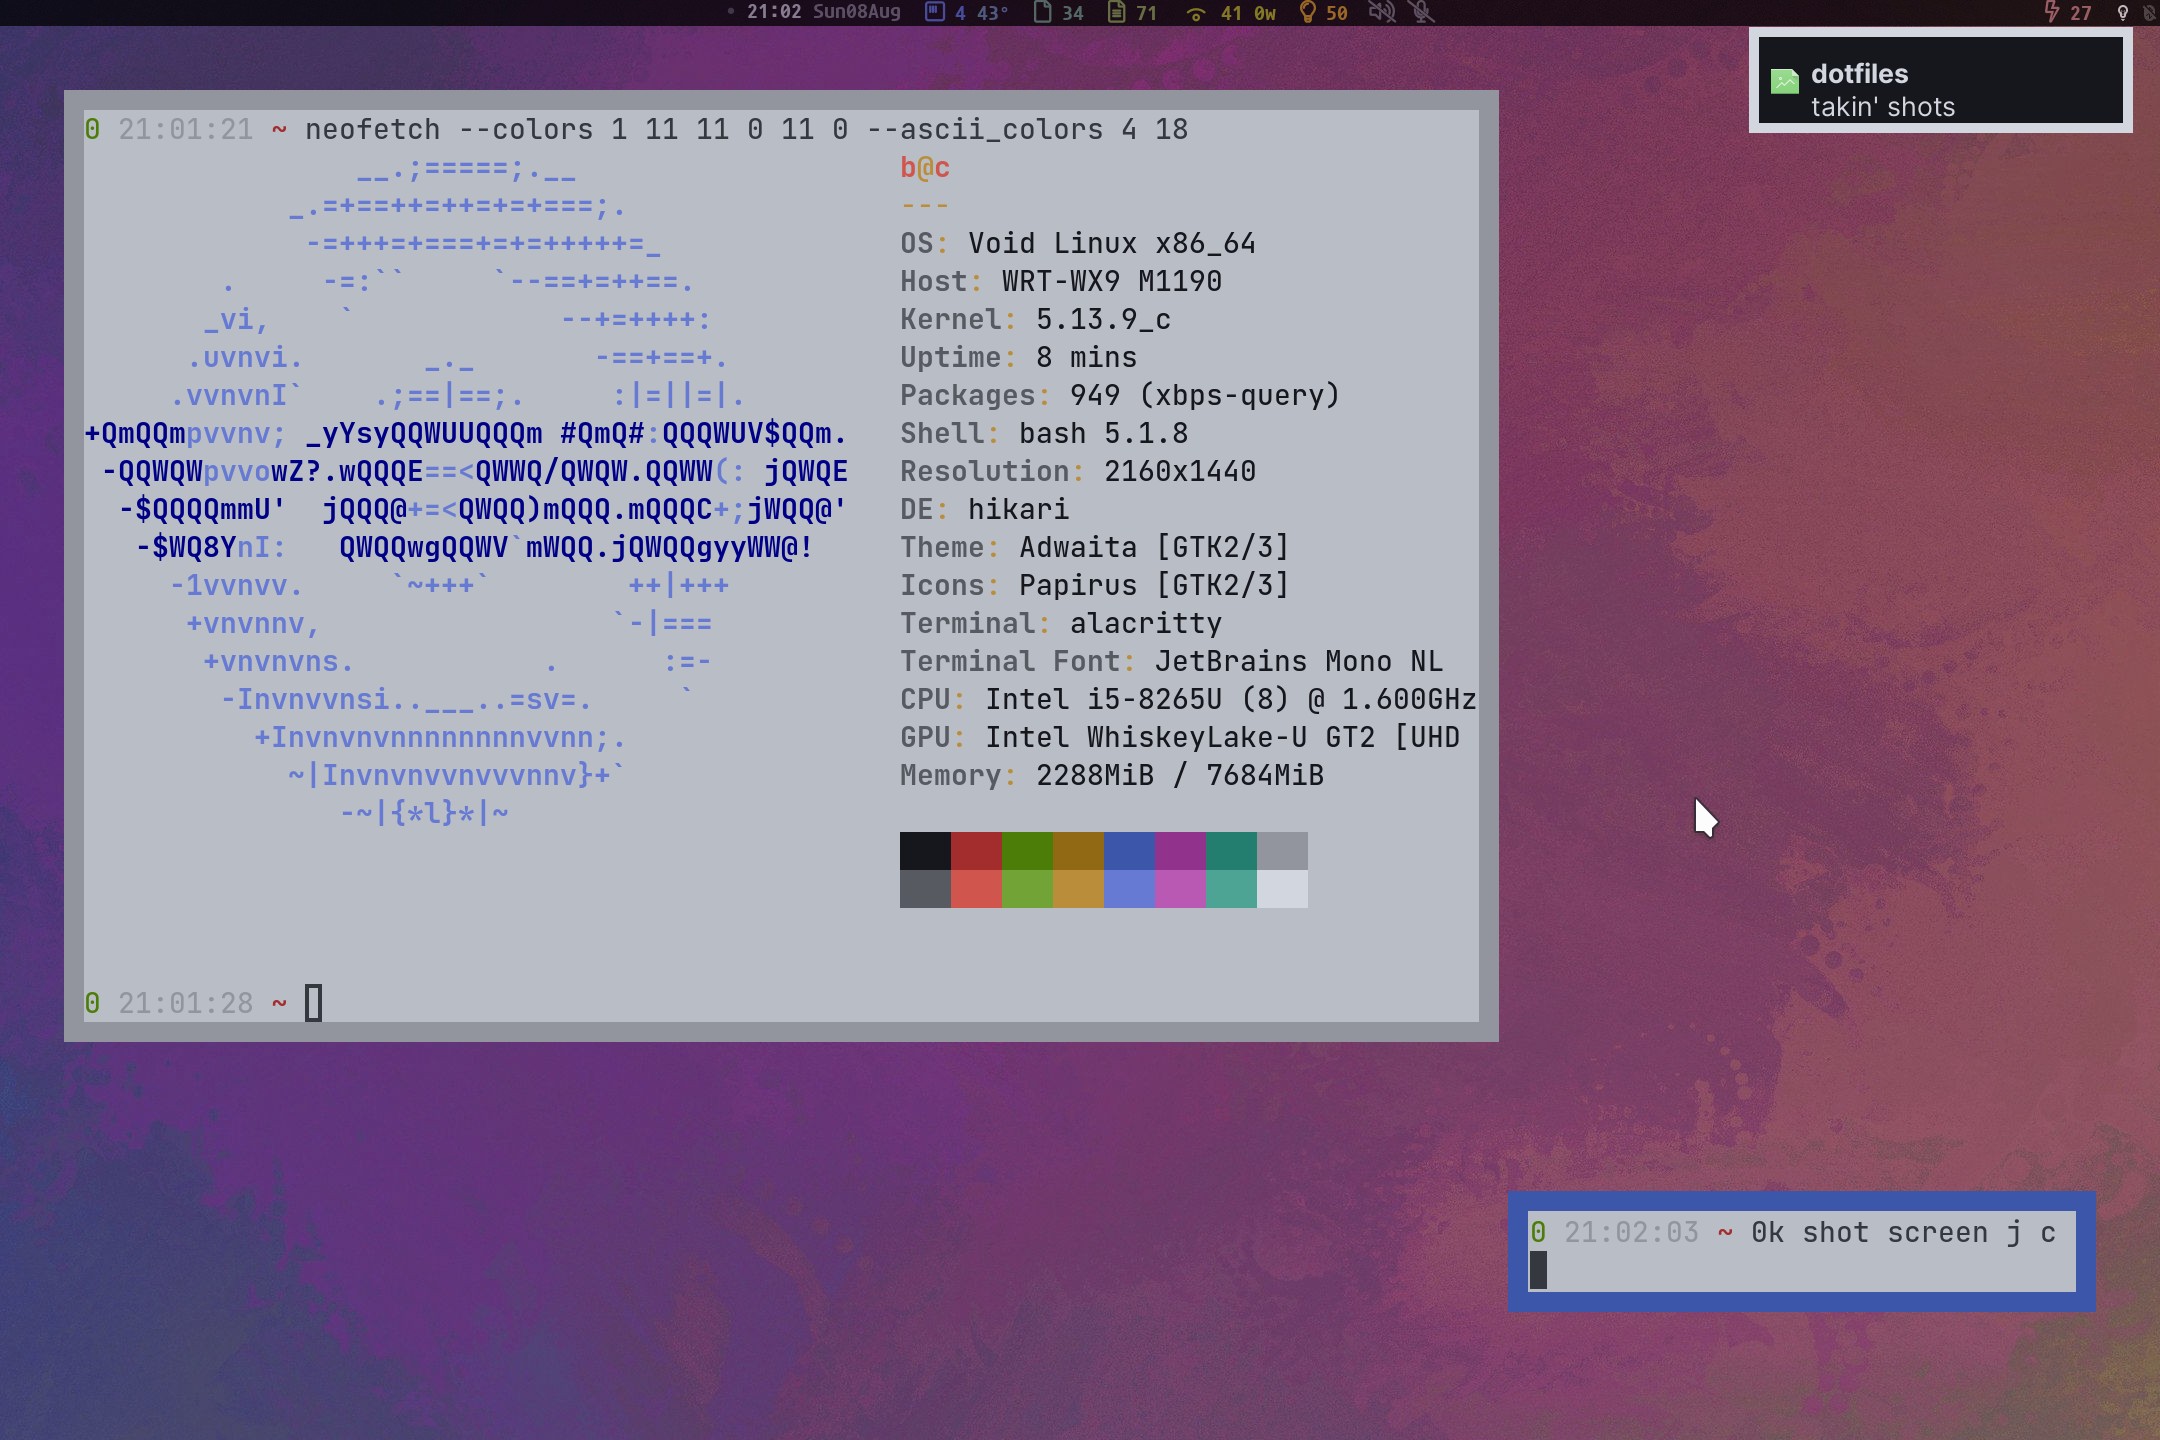 21:02 Sun08Aug 4 43° 34 71 41 0w 50 27
dotfiles
takin' shots
0 21:01:21 ~ neofetch --colors 1 11 11 0 11 0 --ascii_colors 4 18
__.;=====;.__
_.=+==++=++=+=+===;.
-=+++=+===+=+=+++++=_
.     -=:``     `--==+=++==.
_vi,    `            --+=++++:
.uvnvi.       _._       -==+==+.
.vvnvnI`    .;==|==;.     :|=||=|.
+QmQQmpvvnv; _yYsyQQWUUQQQm #QmQ#:QQQWUV$QQm.
-QQWQWpvvowZ?.wQQQE==<QWWQ/QWQW.QQWW(: jQWQE
-$QQQQmmU'  jQQQ@+=<QWQQ)mQQQ.mQQQC+;jWQQ@'
-$WQ8YnI:   QWQQwgQQWV`mWQQ.jQWQQgyyWW@!
-1vvnvv.     `~+++`        ++|+++
+vnvnnv,                 `-|===
+vnvnvns.           .      :=-
-Invnvvnsi..___..=sv=.     `
+Invnvnvnnnnnnnnvvnn;.
~|Invnvnvvnvvvnnv}+`
-~|{*l}*|~
b@c
---
OS: Void Linux x86_64
Host: WRT-WX9 M1190
Kernel: 5.13.9_c
Uptime: 8 mins
Packages: 949 (xbps-query)
Shell: bash 5.1.8
Resolution: 2160x1440
DE: hikari
Theme: Adwaita [GTK2/3]
Icons: Papirus [GTK2/3]
Terminal: alacritty
Terminal Font: JetBrains Mono NL
CPU: Intel i5-8265U (8) @ 1.600GHz
GPU: Intel WhiskeyLake-U GT2 [UHD
Memory: 2288MiB / 7684MiB
0 21:01:28 ~
0 21:02:03 ~ 0k shot screen j c